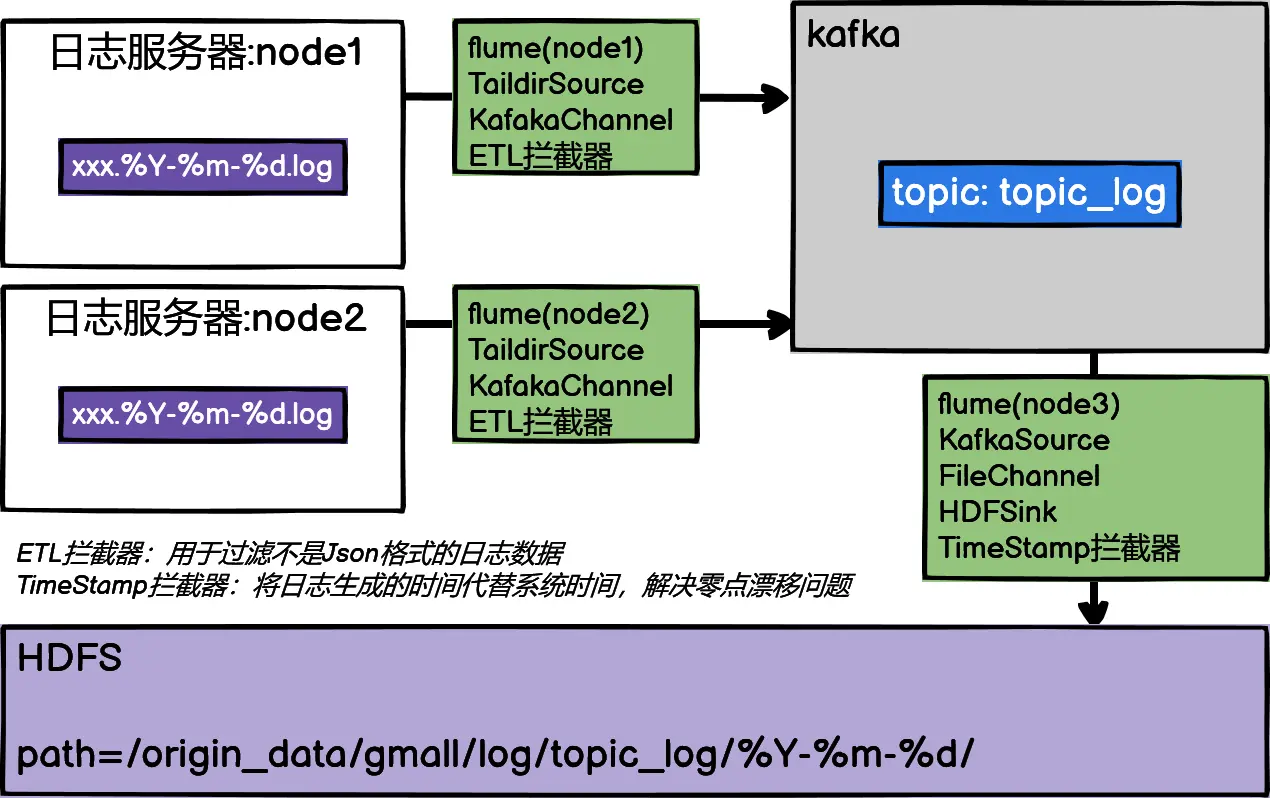 日志服务器:node1
xxx.%Y-%m-%d.log
flume(node1)
TaildirSource
KafakaChannel
ETL拦截器
kafka
topic: topic_log
日志服务器:node2
xxx.%Y-%m-%d.log
flume(node2)
TaildirSource
KafakaChannel
ETL拦截器
flume(node3)
KafkaSource
FileChannel
HDFSink
TimeStamp拦截器
ETL拦截器：用于过滤不是Json格式的日志数据
TimeStamp拦截器：将日志生成的时间代替系统时间，解决零点漂移问题
HDFS
path=/origin_data/gmall/log/topic_log/%Y-%m-%d/